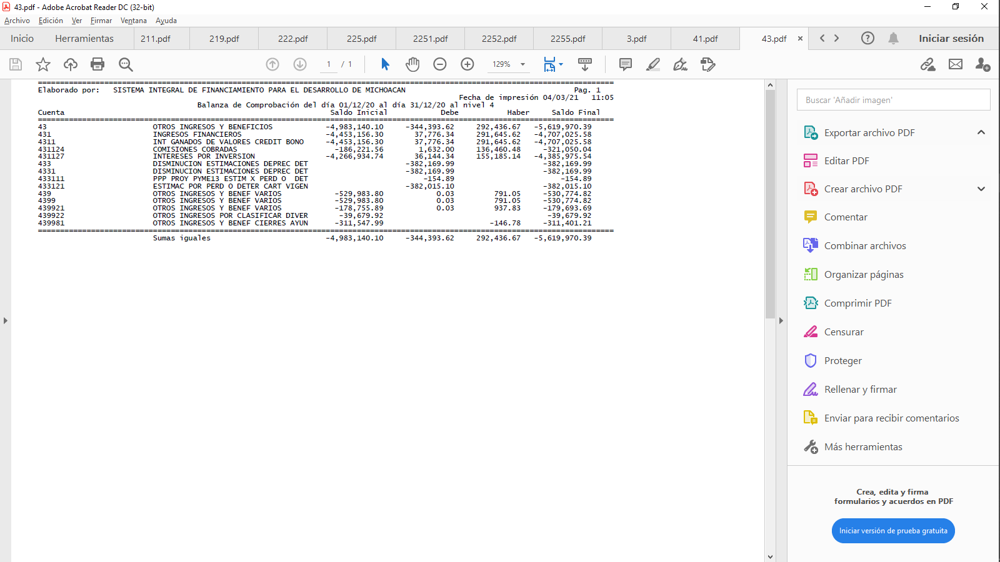 43.pdf - Adobe Acrobat Reader DC (32-bit)
Archivo Edición Ver Firmar Ventana Ayuda
Inicio Herramientas 211.pdf 219.pdf 222.pdf 225.pdf 2251.pdf 2252.pdf 2255.pdf 3.pdf 41.pdf 43.pdf × Iniciar sesión
1 / 1 129%
Elaborado por: SISTEMA INTEGRAL DE FINANCIAMIENTO PARA EL DESARROLLO DE MICHOACAN Pag. 1
Fecha de impresión 04/03/21 11:05
Balanza de Comprobación del día 01/12/20 al día 31/12/20 al nivel 4
Cuenta Saldo Inicial Debe Haber Saldo Final
43 OTROS INGRESOS Y BENEFICIOS -4,983,140.10 -344,393.62 292,436.67 -5,619,970.39
431 INGRESOS FINANCIEROS -4,453,156.30 37,776.34 291,645.62 -4,707,025.58
4311 INT GANADOS DE VALORES CREDIT BONO -4,453,156.30 37,776.34 291,645.62 -4,707,025.58
431124 COMISIONES COBRADAS -186,221.56 1,632.00 136,460.48 -321,050.04
431127 INTERESES POR INVERSION -4,266,934.74 36,144.34 155,185.14 -4,385,975.54
433 DISMINUCION ESTIMACIONES DEPREC DET -382,169.99 -382,169.99
4331 DISMINUCION ESTIMACIONES DEPREC DET -382,169.99 -382,169.99
433111 PPP PROY PYME13 ESTIM X PERD O DET -154.89 -154.89
433121 ESTIMAC POR PERD O DETER CART VIGEN -382,015.10 -382,015.10
439 OTROS INGRESOS Y BENEF VARIOS -529,983.80 0.03 791.05 -530,774.82
4399 OTROS INGRESOS Y BENEF VARIOS -529,983.80 0.03 791.05 -530,774.82
439921 OTROS INGRESOS Y BENEF VARIOS -178,755.89 0.03 937.83 -179,693.69
439922 OTROS INGRESOS POR CLASIFICAR DIVER -39,679.92 -39,679.92
439981 OTROS INGRESOS Y BENEF CIERRES AYUN -311,547.99 -146.78 -311,401.21
Sumas iguales -4,983,140.10 -344,393.62 292,436.67 -5,619,970.39
Buscar 'Añadir imagen'
Exportar archivo PDF
Editar PDF
Crear archivo PDF
Comentar
Combinar archivos
Organizar páginas
Comprimir PDF
Censurar
Proteger
Rellenar y firmar
Enviar para recibir comentarios
Más herramientas
Crea, edita y firma
formularios y acuerdos en PDF
Iniciar versión de prueba gratuita